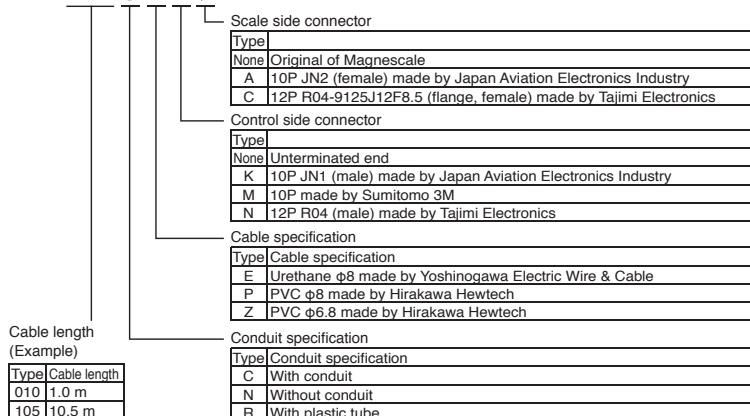 Scale side connector
Type
None Original of Magnescale
A 10P JN2 (female) made by Japan Aviation Electronics Industry
C 12P R04-9125J12F8.5 (flange, female) made by Tajimi Electronics
Control side connector
Type
None Unterminated end
K 10P JN1 (male) made by Japan Aviation Electronics Industry
M 10P made by Sumitomo 3M
N 12P R04 (male) made by Tajimi Electronics
Cable specification
Type Cable specification
E Urethane φ8 made by Yoshinogawa Electric Wire & Cable
P PVC φ8 made by Hirakawa Hewtech
Z PVC φ6.8 made by Hirakawa Hewtech
Cable length
(Example)
Type Cable length
010 1.0 m
105 10.5 m
Conduit specification
Type Conduit specification
C With conduit
N Without conduit
R With plastic tube